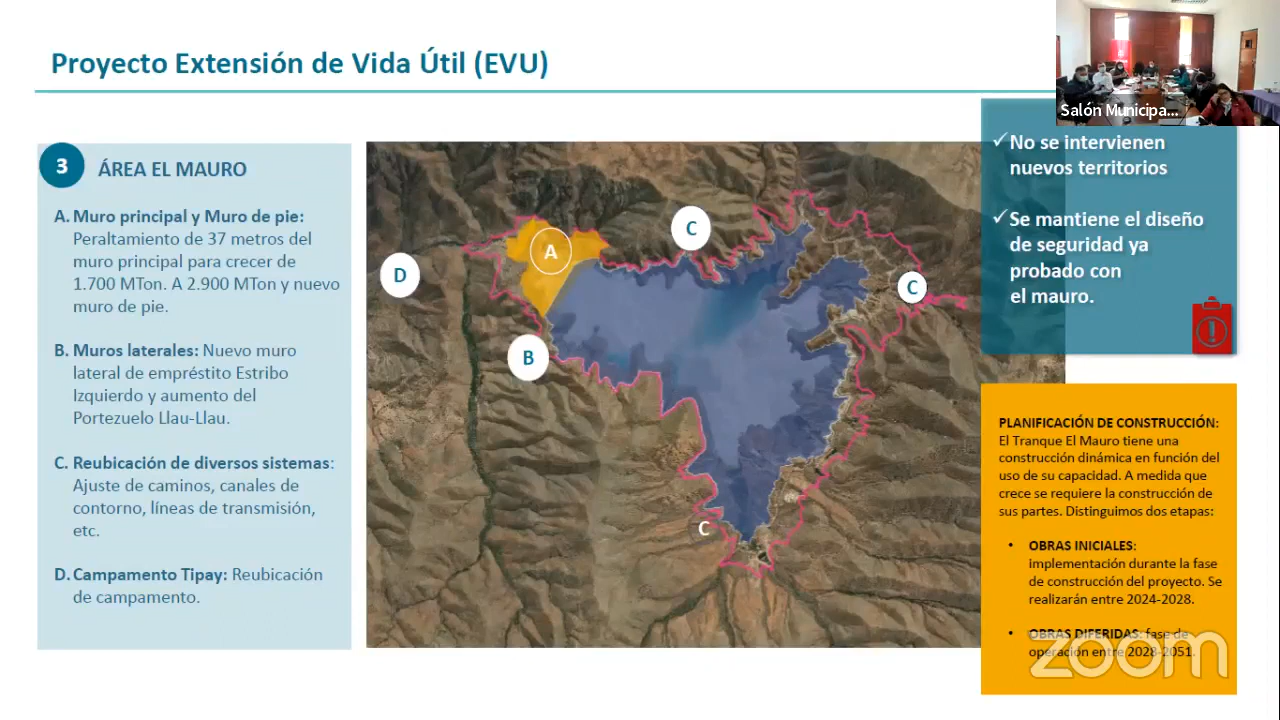 Proyecto Extensión de Vida Útil (EVU)
Salón Municipa...
3
ÁREA EL MAURO
A. Muro principal y Muro de pie:
Peraltamiento de 37 metros del
muro principal para crecer de
1.700 MTon. A 2.900 MTon y nuevo
muro de pie.
B. Muros laterales: Nuevo muro
lateral de empréstito Estribo
Izquierdo y aumento del
Portezuelo Llau-Llau.
C. Reubicación de diversos sistemas:
Ajuste de caminos, canales de
contorno, líneas de transmisión,
etc.
D. Campamento Tipay: Reubicación
de campamento.
A
B
C
C
C
D
✓No se intervienen
nuevos territorios
✓Se mantiene el diseño
de seguridad ya
probado con
el mauro.
PLANIFICACIÓN DE CONSTRUCCIÓN:
El Tranque El Mauro tiene una
construcción dinámica en función del
uso de su capacidad. A medida que
crece se requiere la construcción de
sus partes. Distinguimos dos etapas:
• OBRAS INICIALES:
implementación durante la fase
de construcción del proyecto. Se
realizarán entre 2024-2028.
• OBRAS DIFERIDAS: fase de
operación entre 2028-2051.
zoom